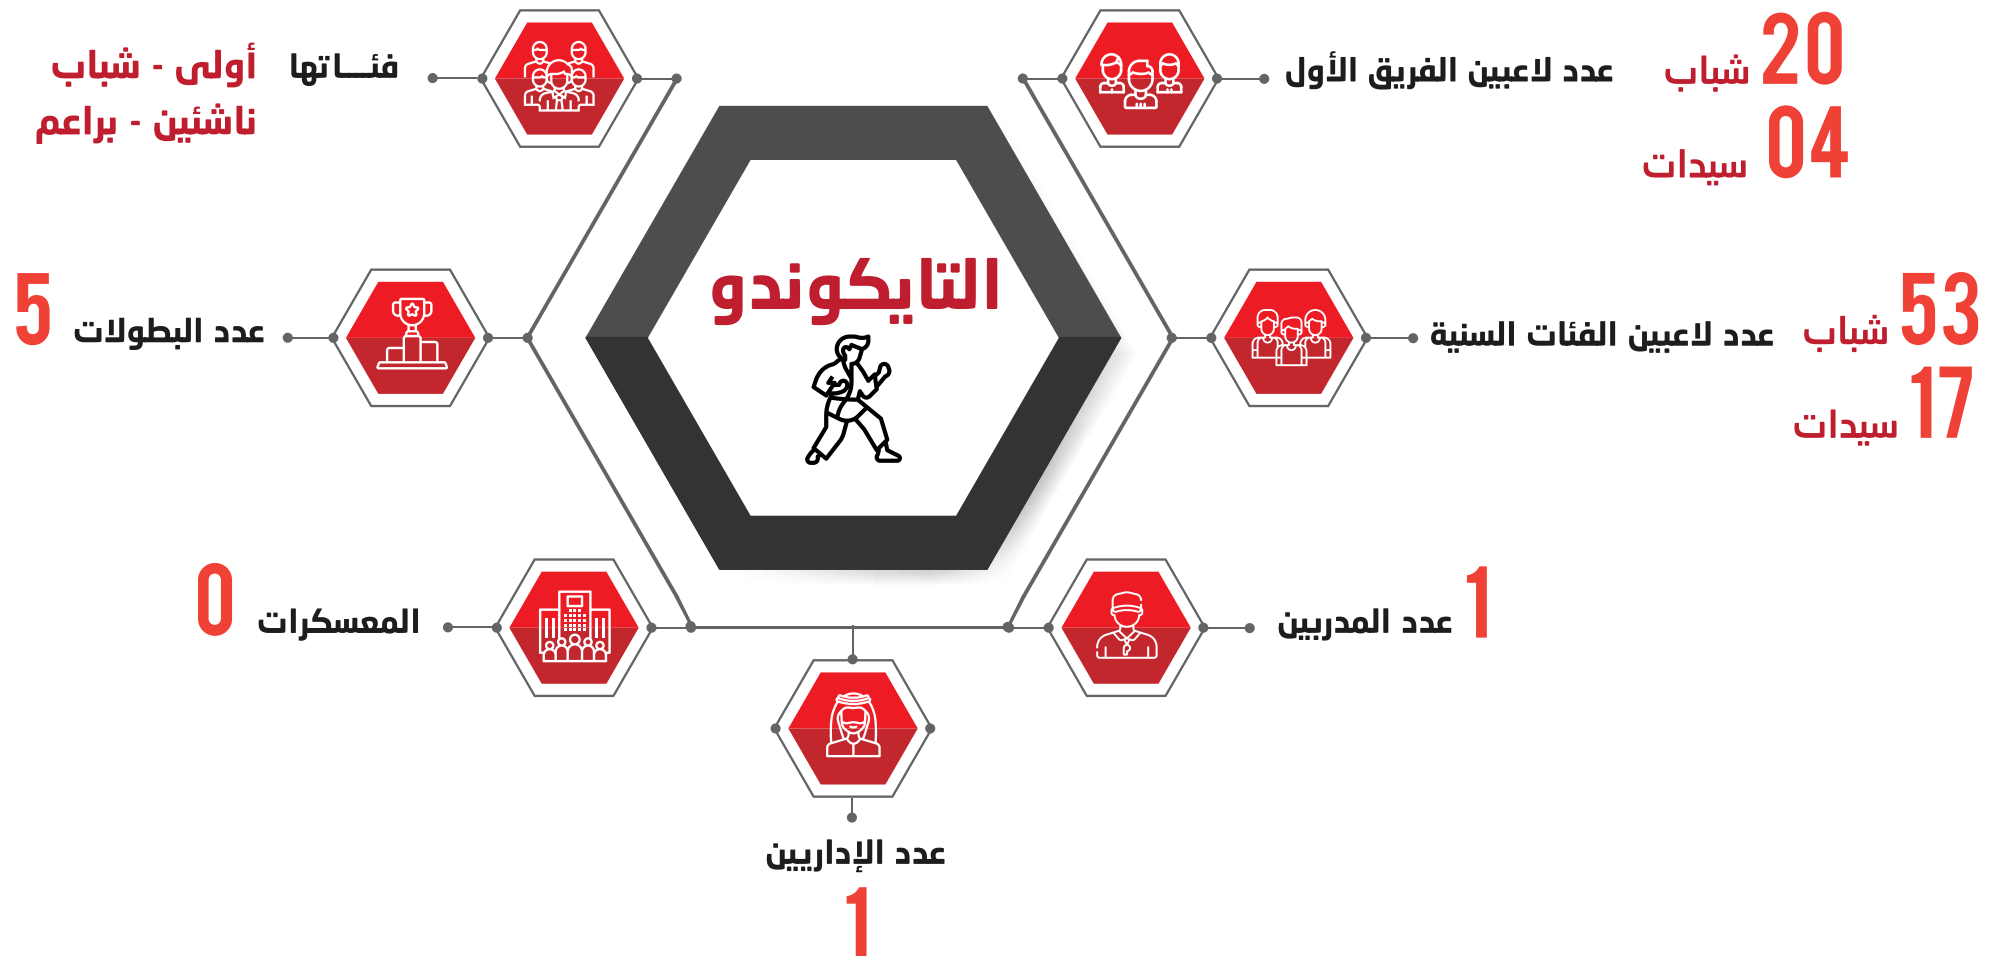 التايكوندو
عدد لاعبين الفريق الأول
20 شباب
04 سيدات
عدد لاعبين الفئات السنية
53 شباب
17 سيدات
عدد المدربين 1
عدد الإداريين
1
المعسكرات 0
عدد البطولات 5
فئـــاتها
أولى - شباب
ناشئين - براعم